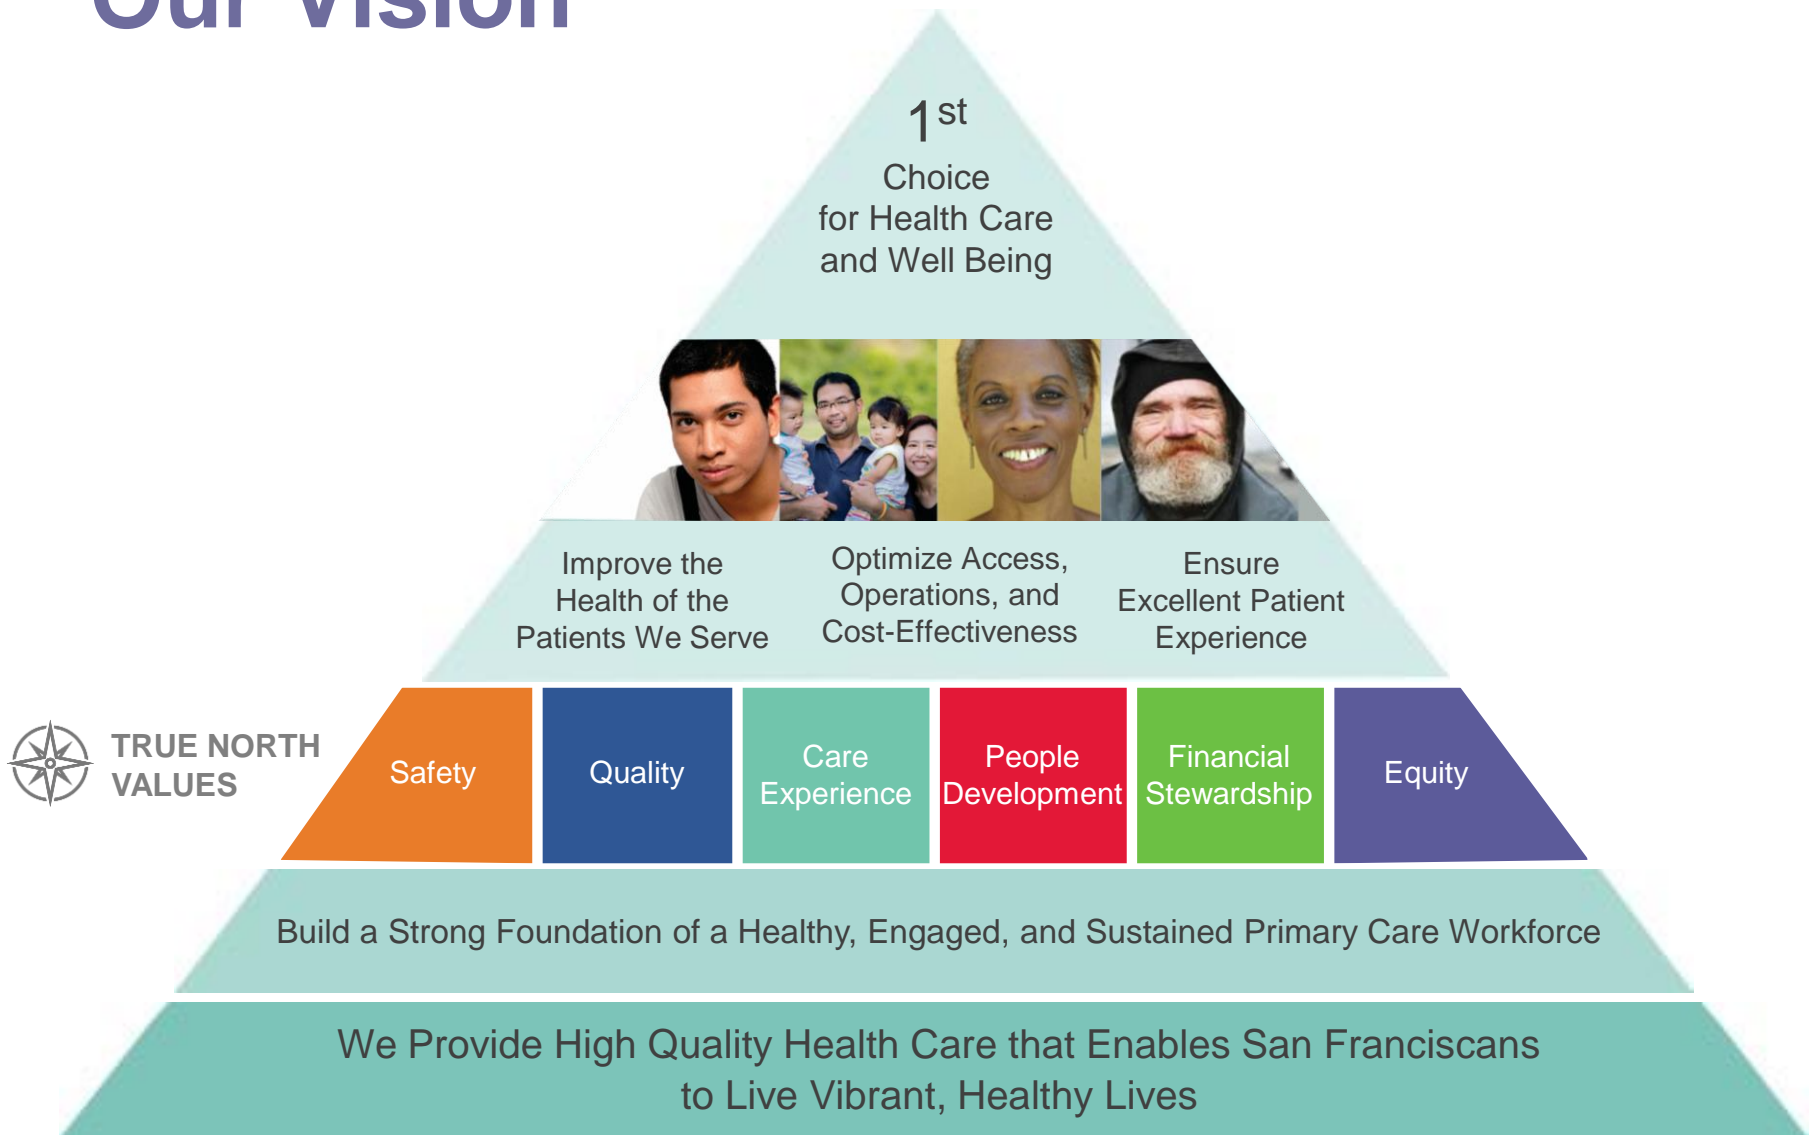 Our Vision
1st
Choice
for Health Care
and Well Being
Improve the
Health of the
Patients We Serve
Optimize Access,
Operations, and
Cost-Effectiveness
Ensure
Excellent Patient
Experience
TRUE NORTH
VALUES
Safety
Quality
Care
Experience
People
Development
Financial
Stewardship
Equity
Build a Strong Foundation of a Healthy, Engaged, and Sustained Primary Care Workforce
We Provide High Quality Health Care that Enables San Franciscans
to Live Vibrant, Healthy Lives